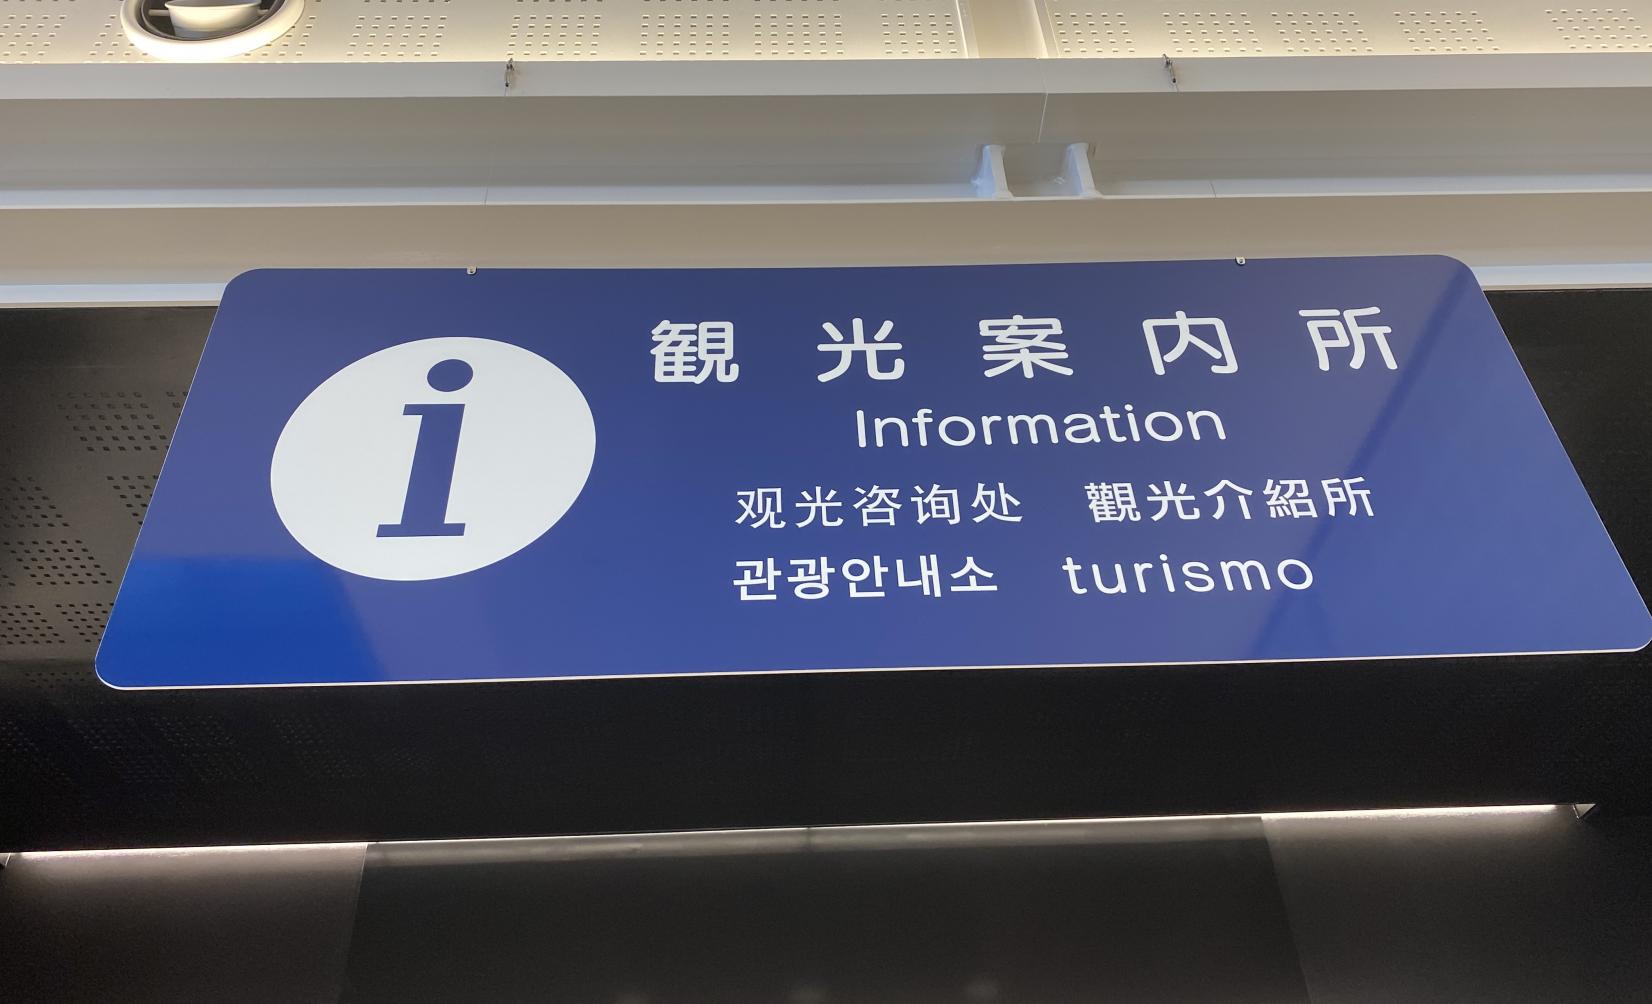 i
観光案内所
Information
观光咨询处 觀光介紹所
관광안내소 turismo